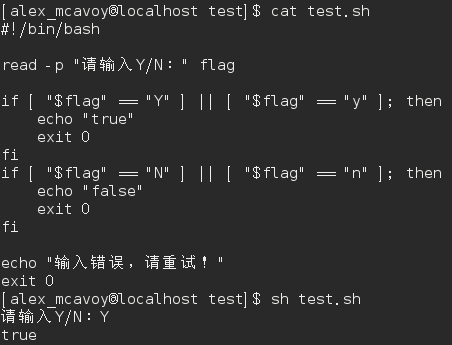 [alex_mcavoy@localhost test]$ cat test.sh
#!/bin/bash

read -p "请输入Y/N：" flag

if [ "$flag" == "Y" ] || [ "$flag" == "y" ]; then
    echo "true"
    exit 0
fi
if [ "$flag" == "N" ] || [ "$flag" == "n" ]; then
    echo "false"
    exit 0
fi

echo "输入错误，请重试！"
exit 0
[alex_mcavoy@localhost test]$ sh test.sh
请输入Y/N：Y
true